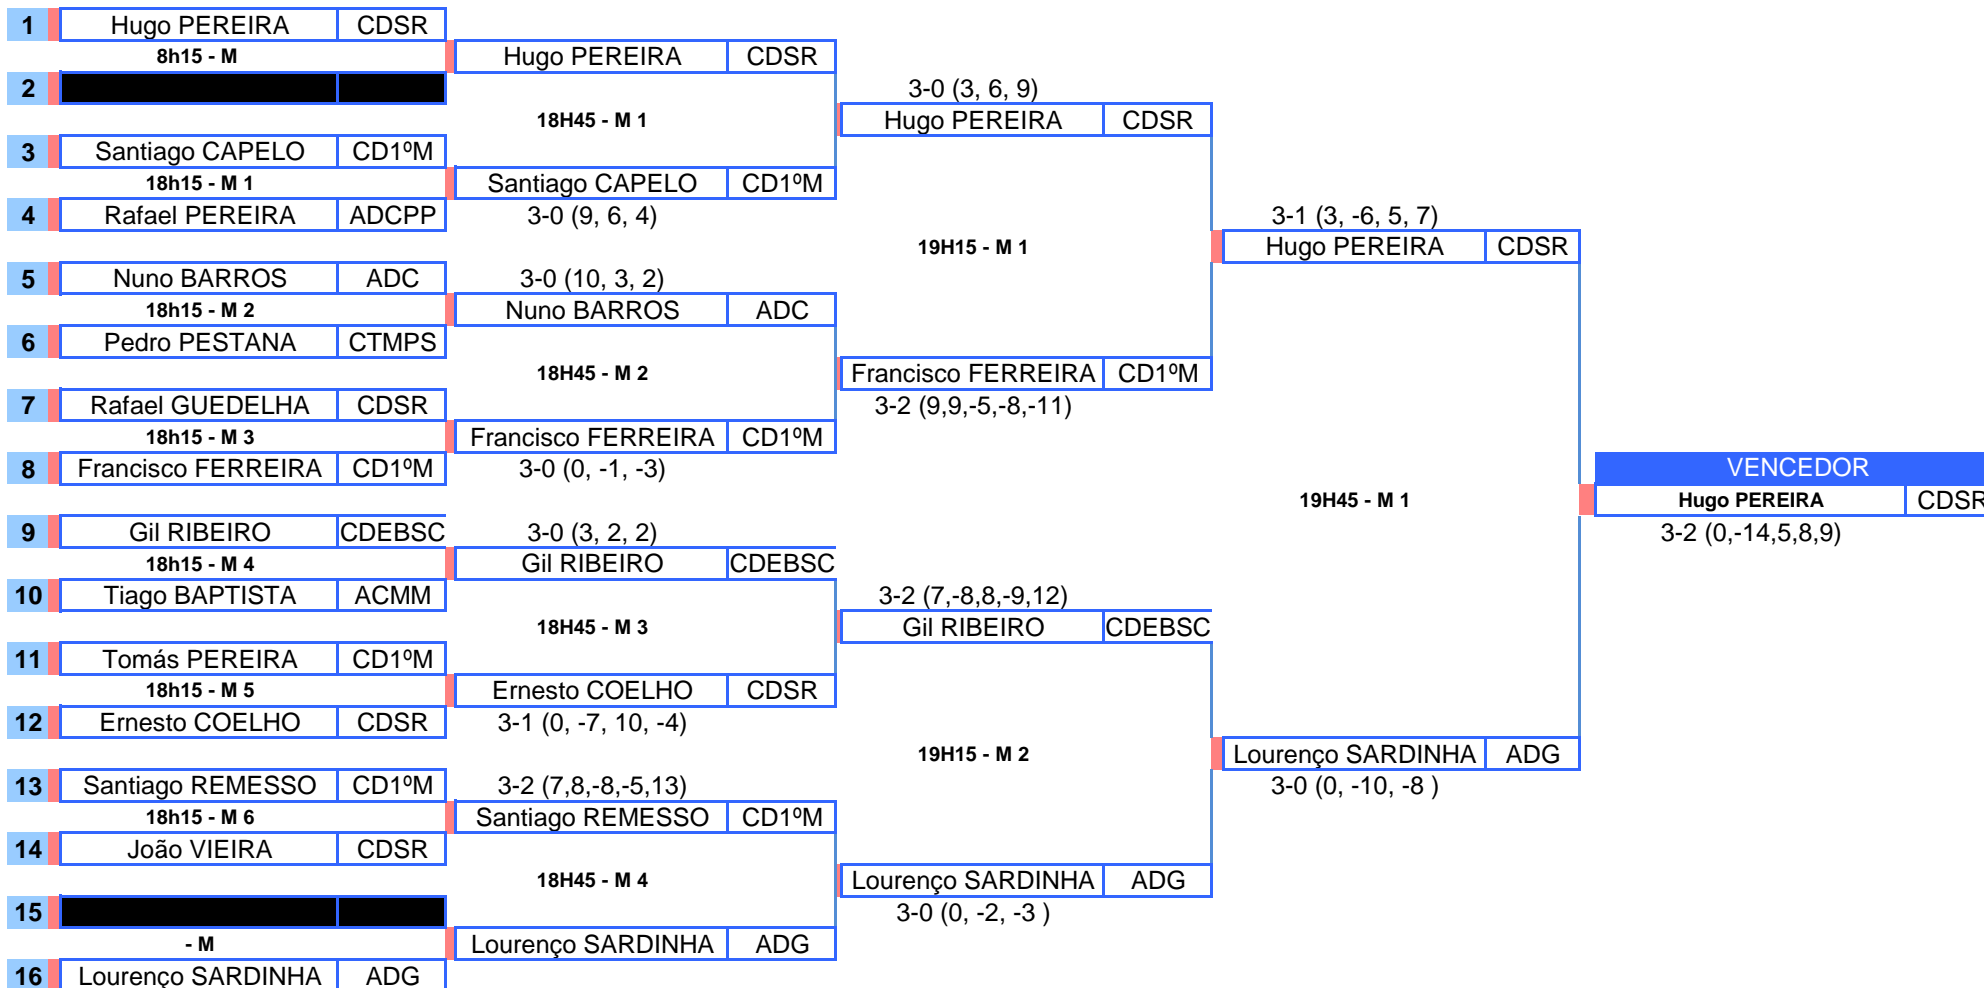 1 Hugo PEREIRA CDSR
8h15 - M Hugo PEREIRA CDSR
2 3-0 (3, 6, 9)
18H45 - M 1 Hugo PEREIRA CDSR
3 Santiago CAPELO CD1ºM
18h15 - M 1 Santiago CAPELO CD1ºM
4 Rafael PEREIRA ADCPP 3-0 (9, 6, 4) 3-1 (3, -6, 5, 7)
19H15 - M 1 Hugo PEREIRA CDSR
5 Nuno BARROS ADC 3-0 (10, 3, 2)
18h15 - M 2 Nuno BARROS ADC
6 Pedro PESTANA CTMPS
18H45 - M 2 Francisco FERREIRA CD1ºM
7 Rafael GUEDELHA CDSR 3-2 (9,9,-5,-8,-11)
18h15 - M 3 Francisco FERREIRA CD1ºM
8 Francisco FERREIRA CD1ºM 3-0 (0, -1, -3) VENCEDOR
19H45 - M 1 Hugo PEREIRA CDSR
9 Gil RIBEIRO CDEBSC 3-0 (3, 2, 2) 3-2 (0,-14,5,8,9)
18h15 - M 4 Gil RIBEIRO CDEBSC
10 Tiago BAPTISTA ACMM 3-2 (7,-8,8,-9,12)
18H45 - M 3 Gil RIBEIRO CDEBSC
11 Tomás PEREIRA CD1ºM
18h15 - M 5 Ernesto COELHO CDSR
12 Ernesto COELHO CDSR 3-1 (0, -7, 10, -4)
19H15 - M 2 Lourenço SARDINHA ADG
13 Santiago REMESSO CD1ºM 3-2 (7,8,-8,-5,13) 3-0 (0, -10, -8 )
18h15 - M 6 Santiago REMESSO CD1ºM
14 João VIEIRA CDSR
18H45 - M 4 Lourenço SARDINHA ADG
15 3-0 (0, -2, -3 )
- M Lourenço SARDINHA ADG
16 Lourenço SARDINHA ADG